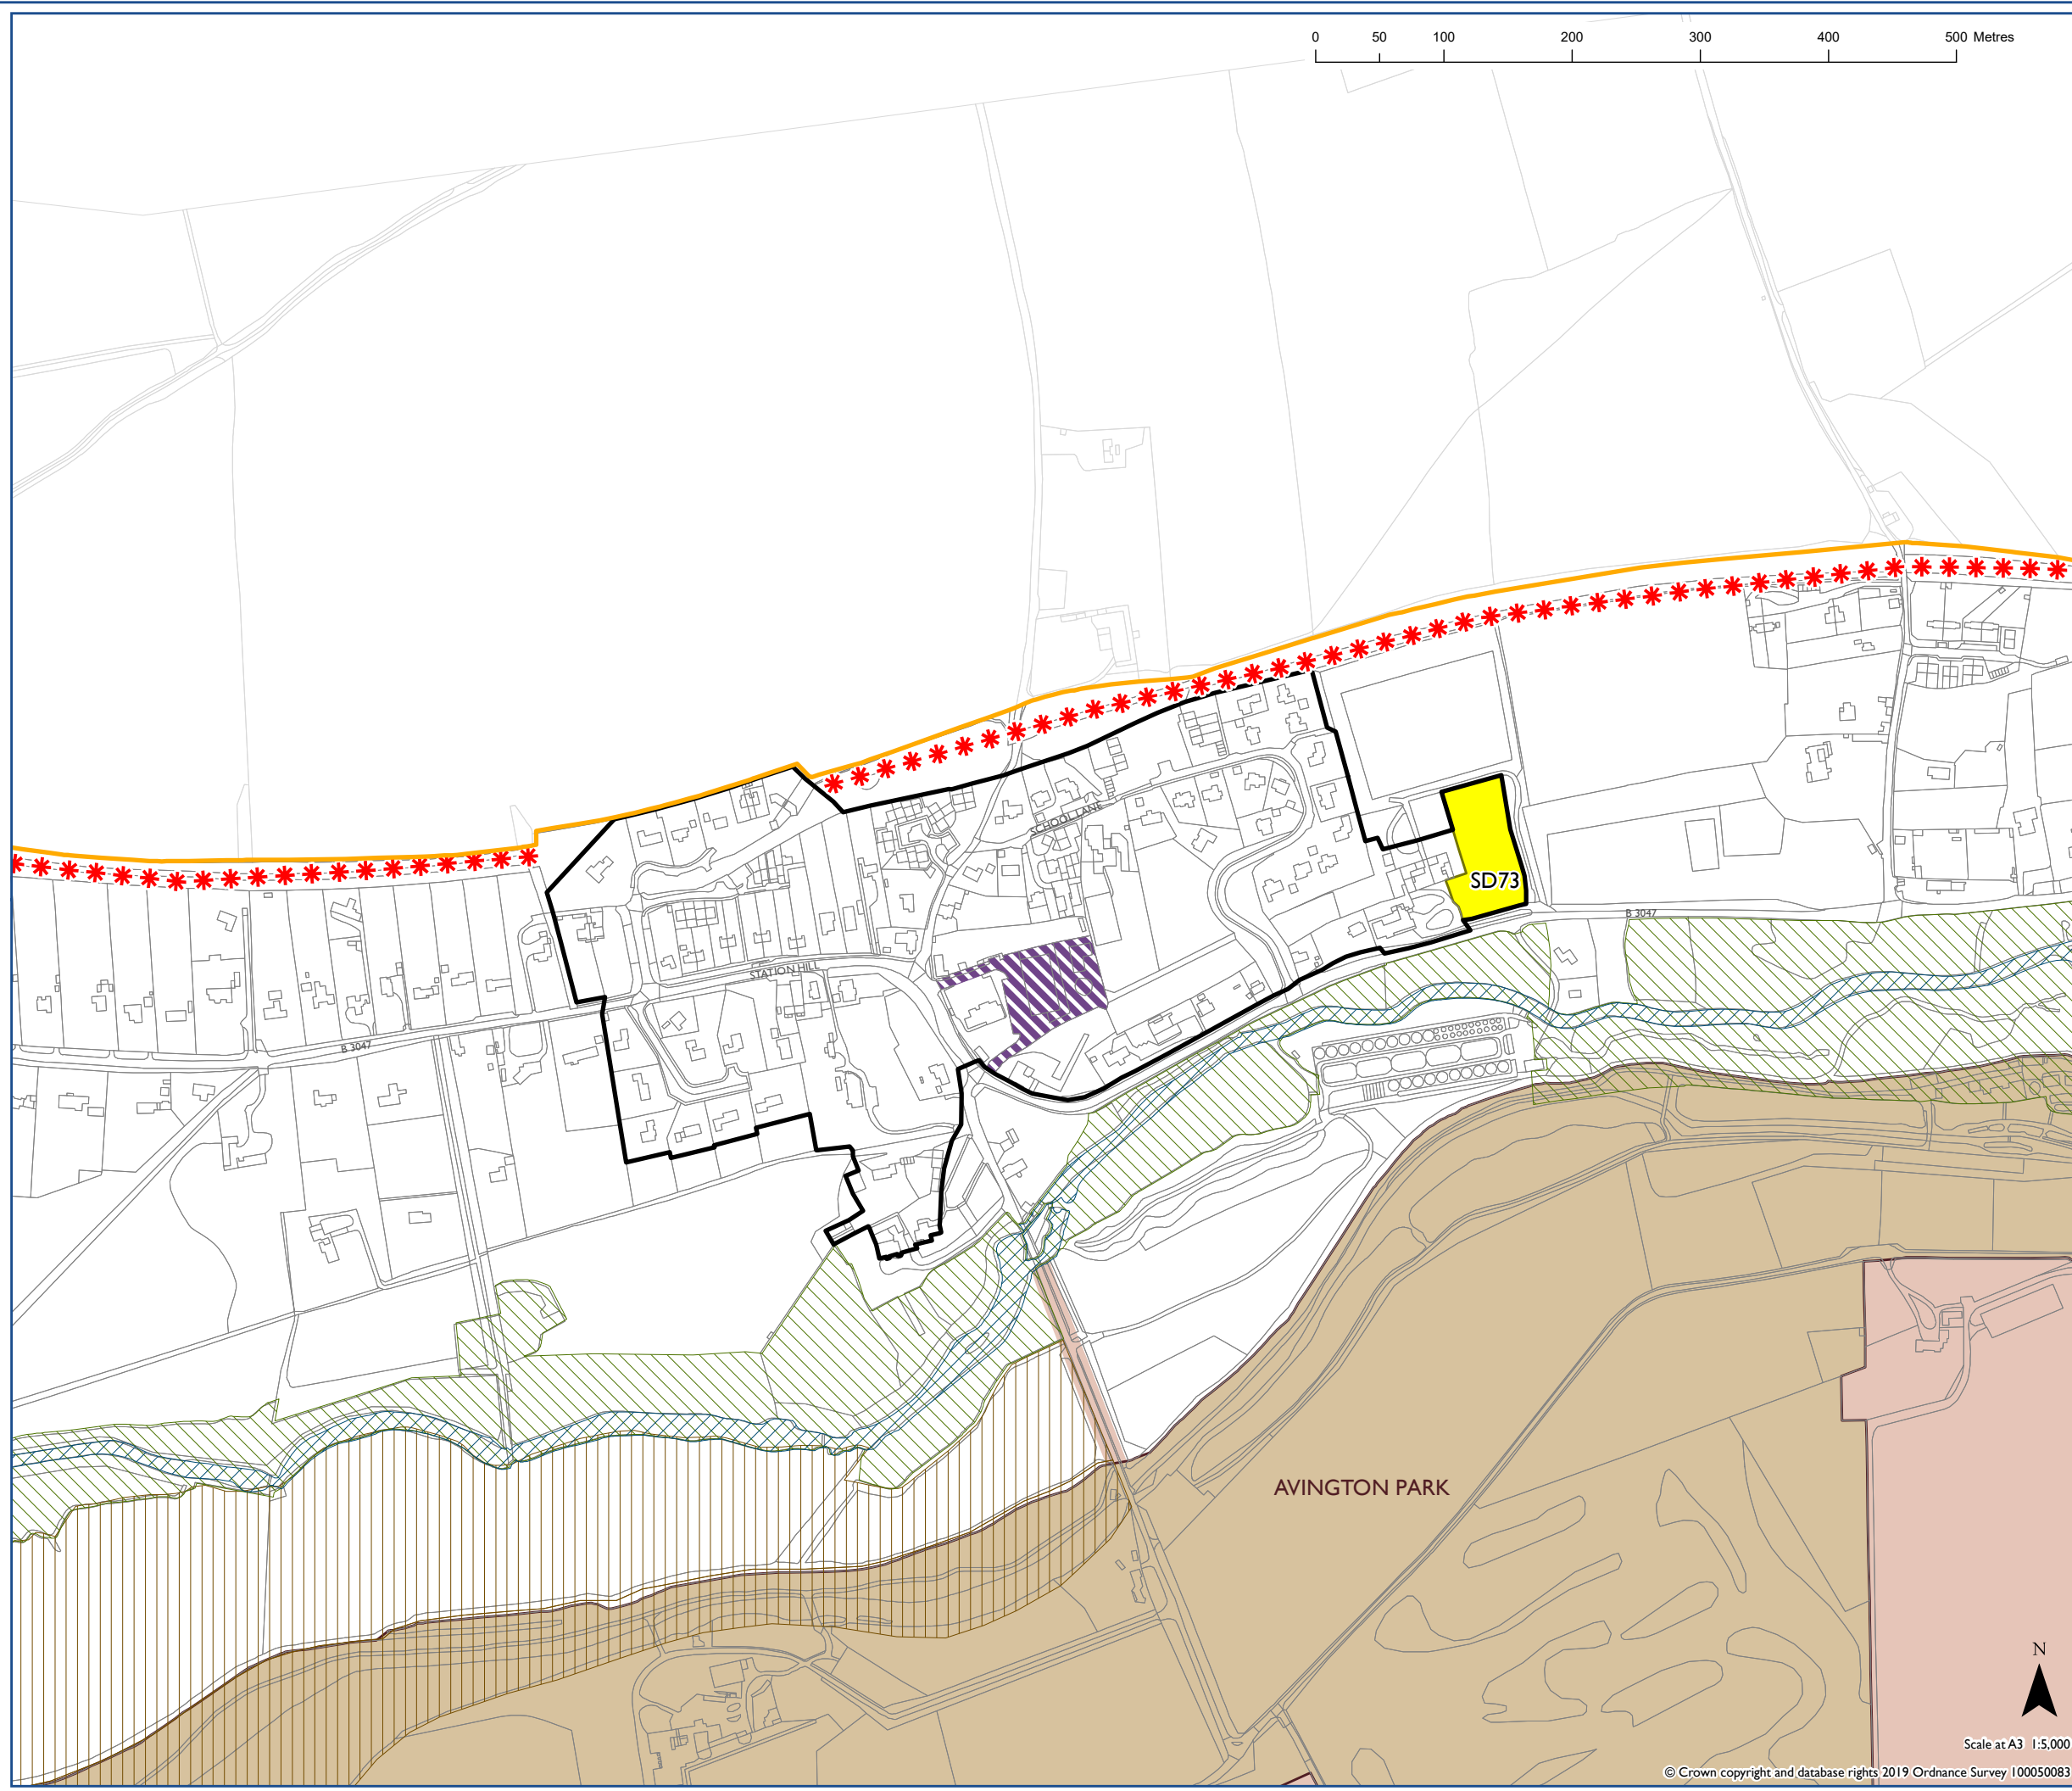 0 50 100 200 300 400 500 Metres
SCHOOL LANE
SD73
B 3047
STATION HILL
B 3047
AVINGTON PARK
N
Scale at A3 1:5,000
© Crown copyright and database rights 2019 Ordnance Survey 100050083